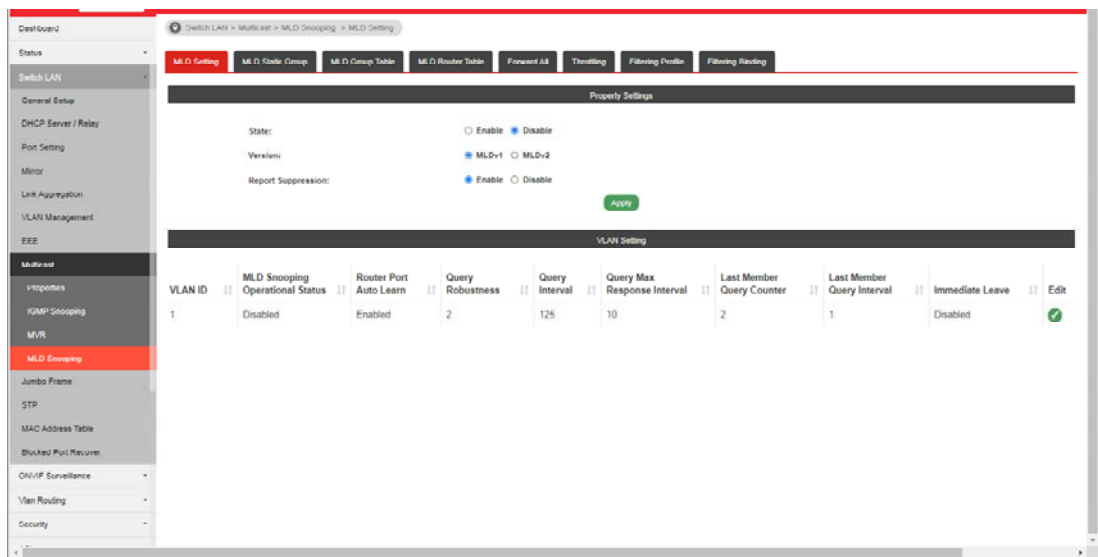 Dashboard
Switch LAN > Multicast > MLD Snooping > MLD Setting
Status
MLD Setting
MLD Static Group
MLD Group Table
MLD Router Table
Forward All
Throttling
Filtering Profile
Filtering Binding
Switch LAN
Property Settings
General Setup
DHCP Server / Relay
State:
Enable
Disable
Port Setting
Version:
MLDv1
MLDv2
Mirror
Report Suppression:
Enable
Disable
Link Aggregation
Apply
VLAN Management
EEE
VLAN Setting
Multicast
Properties
VLAN ID
MLD Snooping Operational Status
Router Port Auto Learn
Query Robustness
Query Interval
Query Max Response Interval
Last Member Query Counter
Last Member Query Interval
Immediate Leave
Edit
IGMP Snooping
1
Disabled
Enabled
2
125
10
2
1
Disabled
MVR
MLD Snooping
Jumbo Frame
STP
MAC Address Table
Blocked Port Recover
ONVIF Surveillance
Vlan Routing
Security